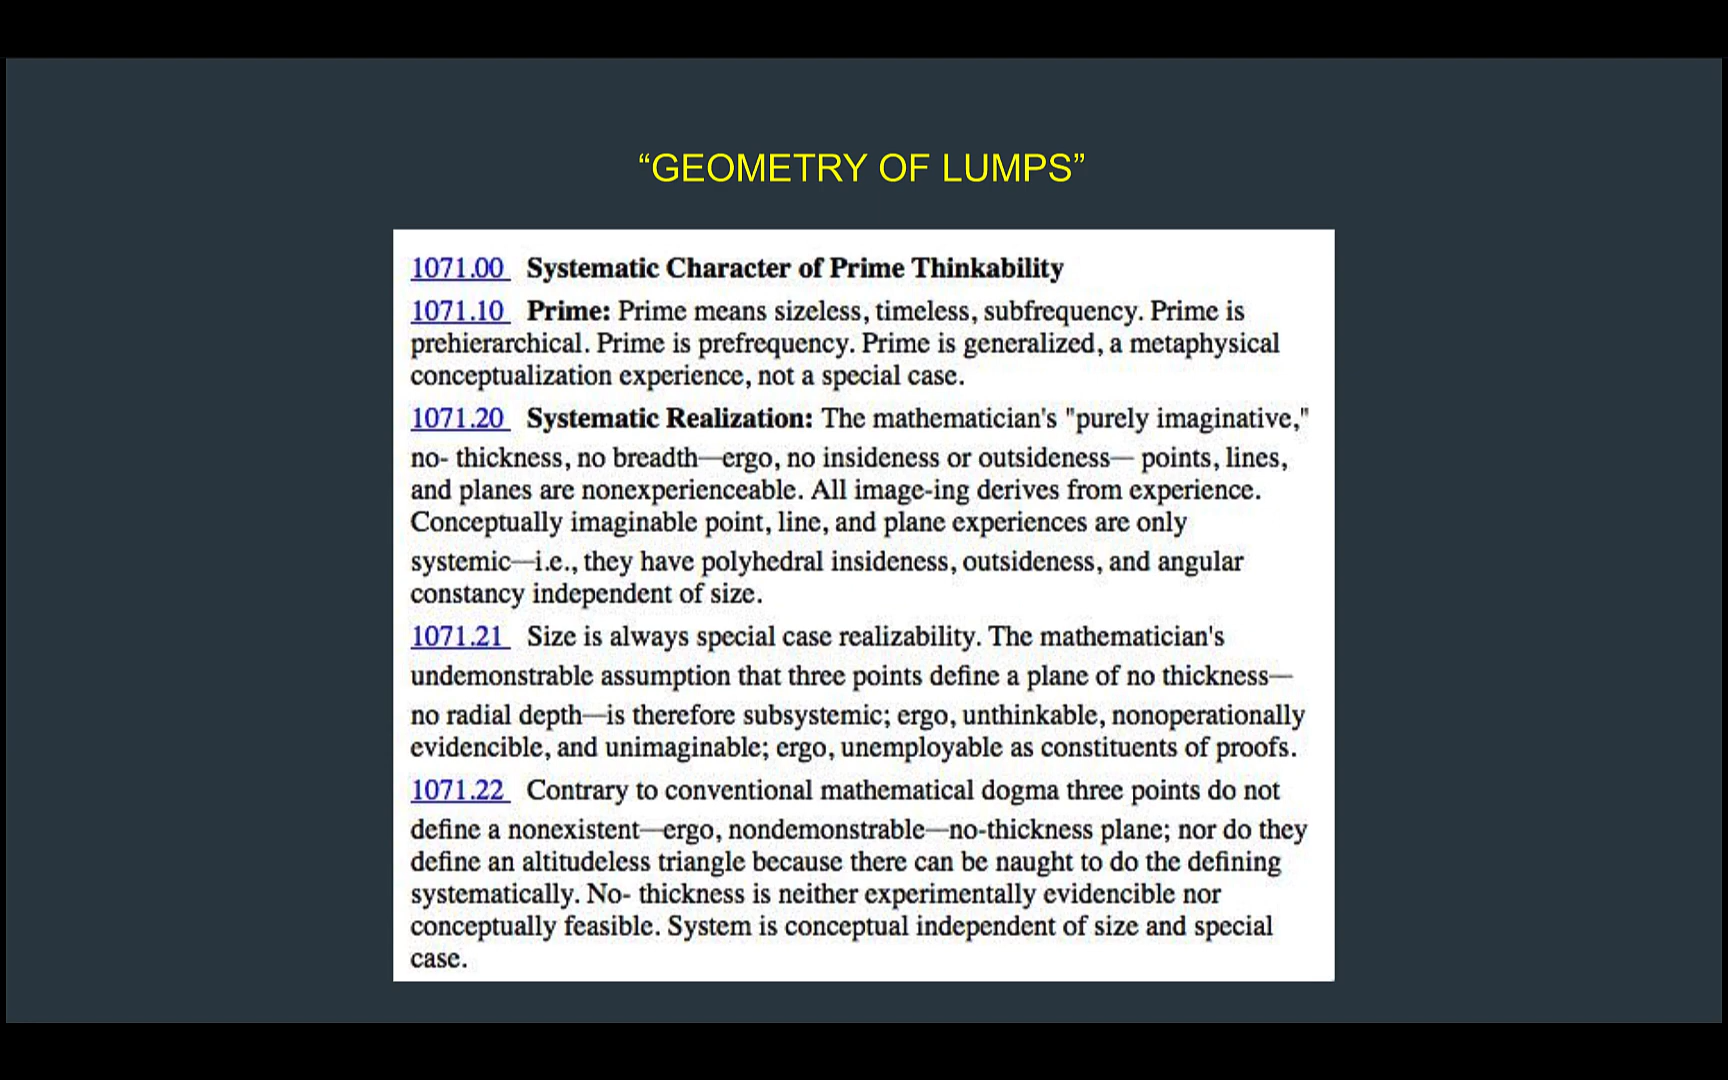 “GEOMETRY OF LUMPS”
1071.00 Systematic Character of Prime Thinkability
1071.10 Prime: Prime means sizeless, timeless, subfrequency. Prime is
prehierarchical. Prime is prefrequency. Prime is generalized, a metaphysical
conceptualization experience, not a special case.
1071.20 Systematic Realization: The mathematician's "purely imaginative,"
no- thickness, no breadth—ergo, no insideness or outsideness— points, lines,
and planes are nonexperienceable. All image-ing derives from experience.
Conceptually imaginable point, line, and plane experiences are only
systemic—i.e., they have polyhedral insideness, outsideness, and angular
constancy independent of size.
1071.21 Size is always special case realizability. The mathematician's
undemonstrable assumption that three points define a plane of no thickness—
no radial depth—is therefore subsystemic; ergo, unthinkable, nonoperationally
evidencible, and unimaginable; ergo, unemployable as constituents of proofs.
1071.22 Contrary to conventional mathematical dogma three points do not
define a nonexistent—ergo, nondemonstrable—no-thickness plane; nor do they
define an altitudeless triangle because there can be naught to do the defining
systematically. No- thickness is neither experimentally evidencible nor
conceptually feasible. System is conceptual independent of size and special
case.